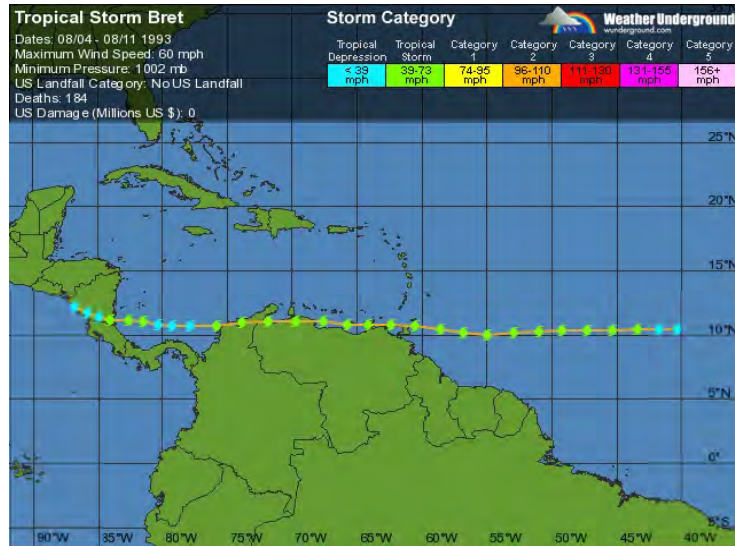 Tropical Storm Bret
Dates: 08/04 - 08/11 1993
Maximum Wind Speed: 60 mph
Minimum Pressure: 1002 mb
US Landfall Category: No US Landfall
Deaths: 184
US Damage (Millions US $): 0
Storm Category
Weather Underground
wunderground.com
Tropical Depression
< 39 mph
Tropical Storm
39-73 mph
Category 1
74-95 mph
Category 2
96-110 mph
Category 3
111-130 mph
Category 4
131-155 mph
Category 5
156+ mph
25°N
20°N
15°N
10°N
5°N
0°
5°S
90°W 85°W 80°W 75°W 70°W 65°W 60°W 55°W 50°W 45°W 40°W